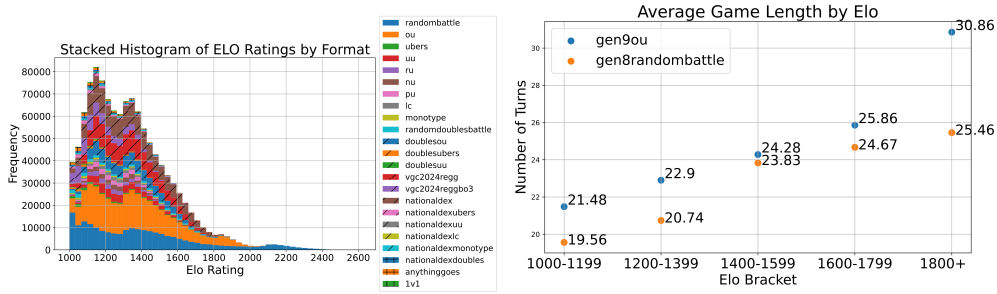 Stacked Histogram of ELO Ratings by Format
Frequency
80000
70000
60000
50000
40000
30000
20000
10000
0
1000 1200 1400 1600 1800 2000 2200 2400 2600
Elo Rating
randombattle
ou
ubers
uu
ru
nu
pu
lc
monotype
randomdoublesbattle
doublesou
doublesubers
doublesuu
vgc2024regg
vgc2024reggbo3
nationaldex
nationaldexubers
nationaldexuu
nationaldexlc
nationaldexmonotype
nationaldexdoubles
anythinggoes
1v1
Average Game Length by Elo
gen9ou
gen8randombattle
Number of Turns
30
28
26
24
22
20
30.86
25.86
25.46
24.28
24.67
23.83
22.9
21.48
20.74
19.56
1000-1199 1200-1399 1400-1599 1600-1799 1800+
Elo Bracket